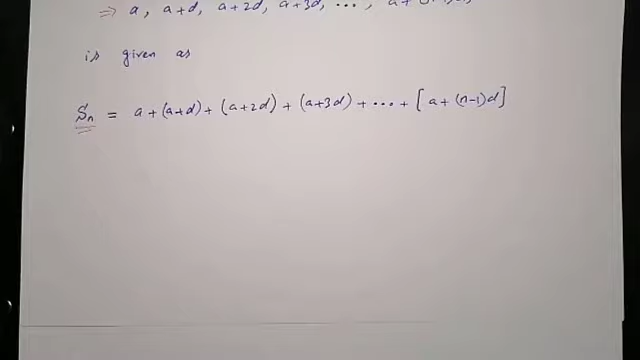 ⇒ a, a+d, a+2d, a+3d, ..., a+
is given as
Sn = a + (a+d) + (a+2d) + (a+3d) + ... + [a + (n-1)d]